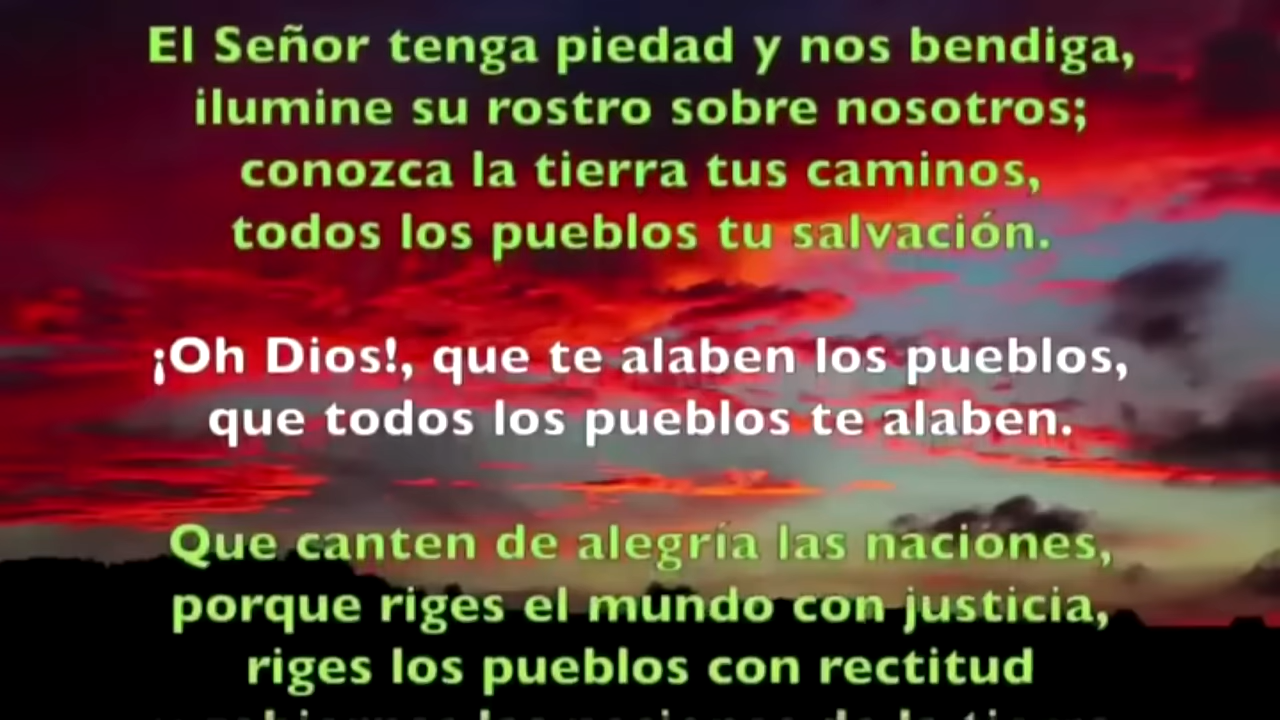 El Señor tenga piedad y nos bendiga,
ilumine su rostro sobre nosotros;
conozca la tierra tus caminos,
todos los pueblos tu salvación.
¡Oh Dios!, que te alaben los pueblos,
que todos los pueblos te alaben.
Que canten de alegría las naciones,
porque riges el mundo con justicia,
riges los pueblos con rectitud